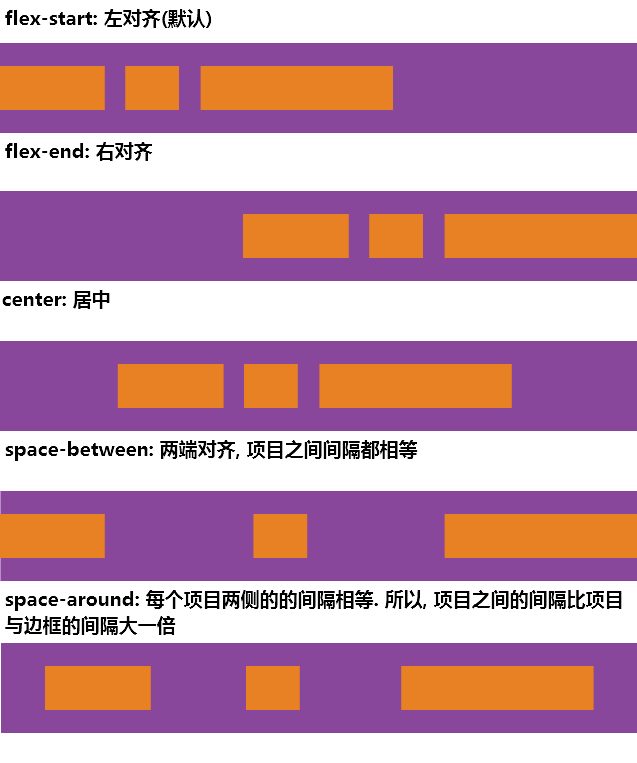 flex-start: 左对齐(默认)
flex-end: 右对齐
center: 居中
space-between: 两端对齐, 项目之间间隔都相等
space-around: 每个项目两侧的的间隔相等. 所以, 项目之间的间隔比项目
与边框的间隔大一倍